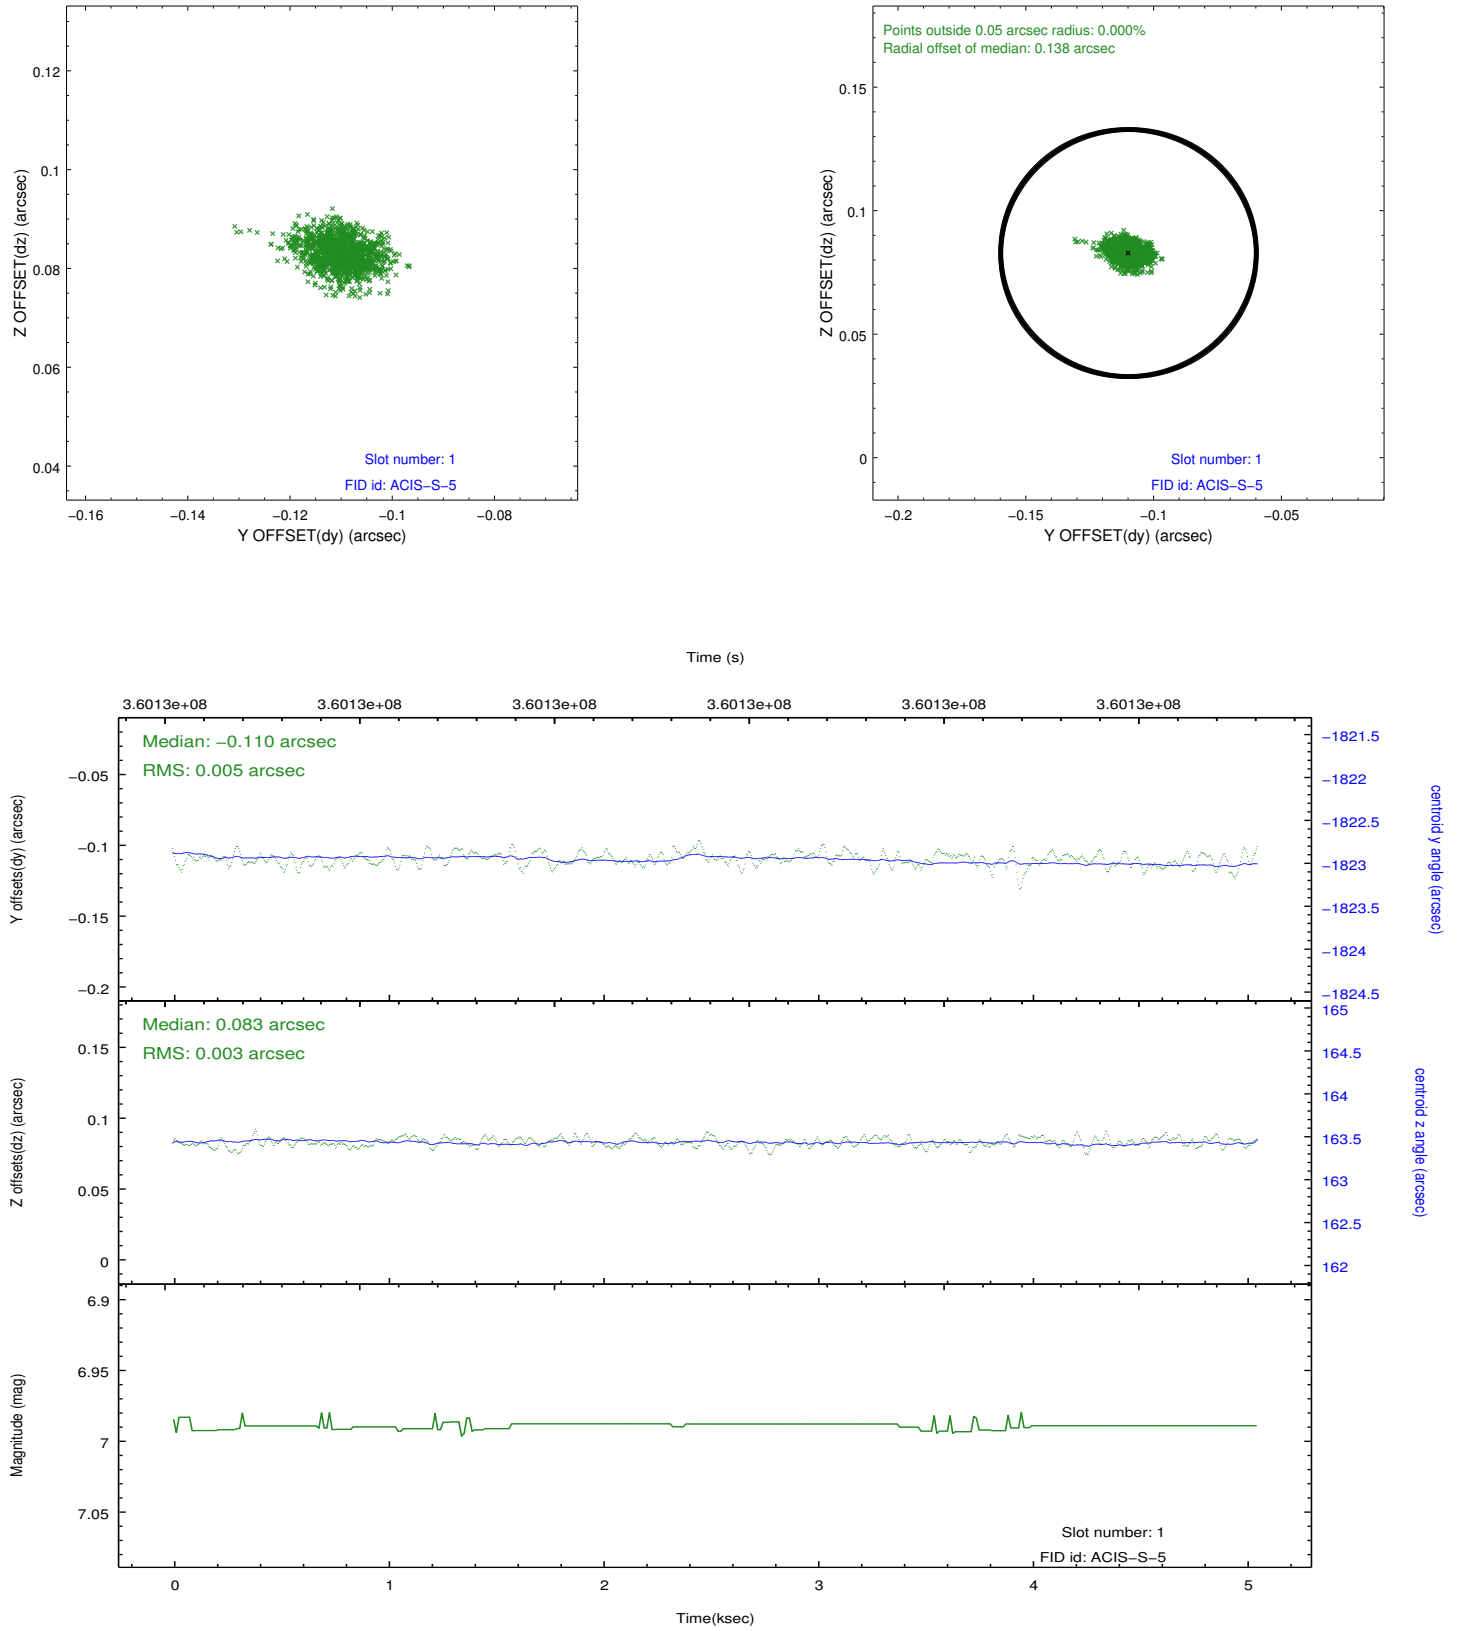 0.12
0.1
0.08
0.06
0.04
Z OFFSET(dz) (arcsec)
Slot number: 1
FID id: ACIS−S−5
−0.16
−0.14
−0.12
−0.1
−0.08
Y OFFSET(dy) (arcsec)
Points outside 0.05 arcsec radius: 0.000%
Radial offset of median: 0.138 arcsec
0.15
0.1
0.05
0
Z OFFSET(dz) (arcsec)
Slot number: 1
FID id: ACIS−S−5
−0.2
−0.15
−0.1
−0.05
Y OFFSET(dy) (arcsec)
Time (s)
3.6013e+08
3.6013e+08
3.6013e+08
3.6013e+08
3.6013e+08
3.6013e+08
Median: −0.110 arcsec
RMS: 0.005 arcsec
−0.05
−0.1
−0.15
−0.2
Y offsets(dy) (arcsec)
−1821.5
−1822
−1822.5
−1823
−1823.5
−1824
−1824.5
centroid y angle (arcsec)
Median: 0.083 arcsec
RMS: 0.003 arcsec
0.15
0.1
0.05
0
Z offsets(dz) (arcsec)
165
164.5
164
163.5
163
162.5
162
centroid z angle (arcsec)
6.9
6.95
7
7.05
Magnitude (mag)
Slot number: 1
FID id: ACIS−S−5
0
1
2
3
4
5
Time(ksec)